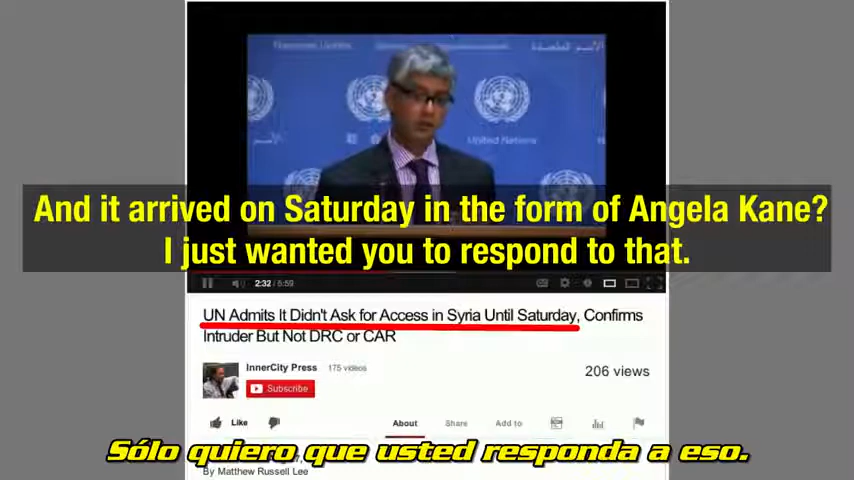 United Nations
And it arrived on Saturday in the form of Angela Kane?
I just wanted you to respond to that.
2:32 / 6:59
UN Admits It Didn't Ask for Access in Syria Until Saturday, Confirms
Intruder But Not DRC or CAR
InnerCity Press 175 videos
Subscribe
206 views
Like
About Share Add to
Sólo quiero que usted responda a eso.
By Matthew Russell Lee